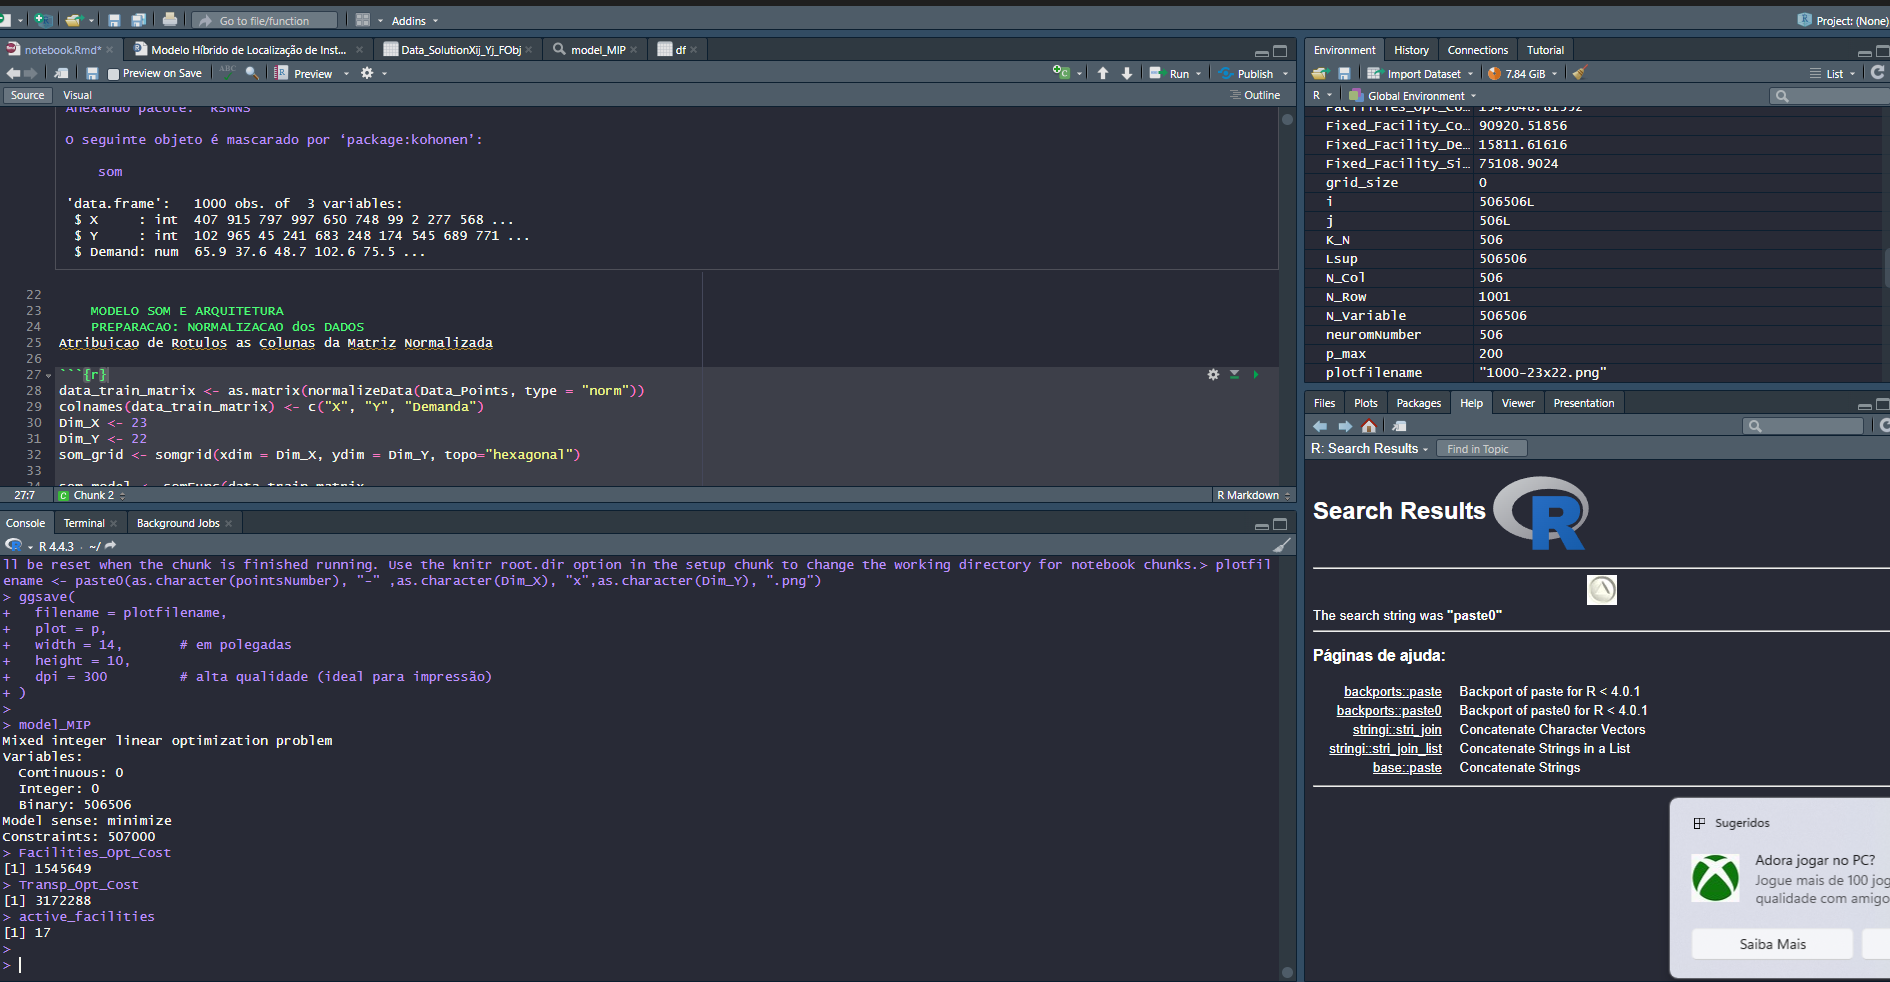 Go to file/function
Addins
Project: (None)
notebook.Rmd*
Modelo Híbrido de Localização de Inst...
Data_SolutionXij_Yj_FObj
model_MIP
df
Preview on Save
ABC
Preview
Run
Publish
Source
Visual
Outline
Anexando pacote: ‘RSNNS’
O seguinte objeto é mascarado por ‘package:kohonen’:
som
'data.frame': 1000 obs. of 3 variables:
$ X : int 407 915 797 997 650 748 99 2 277 568 ...
$ Y : int 102 965 45 241 683 248 174 545 689 771 ...
$ Demand: num 65.9 37.6 48.7 102.6 75.5 ...
22
23 MODELO SOM E ARQUITETURA
24 PREPARACAO: NORMALIZACAO dos DADOS
25 Atribuicao de Rotulos as Colunas da Matriz Normalizada
26
27 ```{r}
28 data_train_matrix <- as.matrix(normalizeData(Data_Points, type = "norm"))
29 colnames(data_train_matrix) <- c("X", "Y", "Demanda")
30 Dim_X <- 23
31 Dim_Y <- 22
32 som_grid <- somgrid(xdim = Dim_X, ydim = Dim_Y, topo="hexagonal")
33
34 som_model <- somFunc(data_train_matrix
27:7
Chunk 2
R Markdown
Console
Terminal
Background Jobs
R 4.4.3 · ~/
ll be reset when the chunk is finished running. Use the knitr root.dir option in the setup chunk to change the working directory for notebook chunks.> plotfil
ename <- paste0(as.character(pointsNumber), "-" ,as.character(Dim_X), "x",as.character(Dim_Y), ".png")
> ggsave(
+ filename = plotfilename,
+ plot = p,
+ width = 14, # em polegadas
+ height = 10,
+ dpi = 300 # alta qualidade (ideal para impressão)
+ )
>
> model_MIP
Mixed integer linear optimization problem
Variables:
Continuous: 0
Integer: 0
Binary: 506506
Model sense: minimize
Constraints: 507000
> Facilities_Opt_Cost
[1] 1545649
> Transp_Opt_Cost
[1] 3172288
> active_facilities
[1] 17
>
>
Environment
History
Connections
Tutorial
Import Dataset
7.84 GiB
List
R
Global Environment
Facilities_Opt_Co… 1545648.81552
Fixed_Facility_Co… 90920.51856
Fixed_Facility_De… 15811.61616
Fixed_Facility_Si… 75108.9024
grid_size 0
i 506506L
j 506L
K_N 506
Lsup 506506
N_Col 506
N_Row 1001
N_Variable 506506
neuromNumber 506
p_max 200
plotfilename "1000-23x22.png"
Files
Plots
Packages
Help
Viewer
Presentation
R: Search Results
Find in Topic
Search Results
The search string was "paste0"
Páginas de ajuda:
backports::paste Backport of paste for R < 4.0.1
backports::paste0 Backport of paste0 for R < 4.0.1
stringi::stri_join Concatenate Character Vectors
stringi::stri_join_list Concatenate Strings in a List
base::paste Concatenate Strings
Sugeridos
Adora jogar no PC?
Jogue mais de 100 jog
qualidade com amigo
Saiba Mais